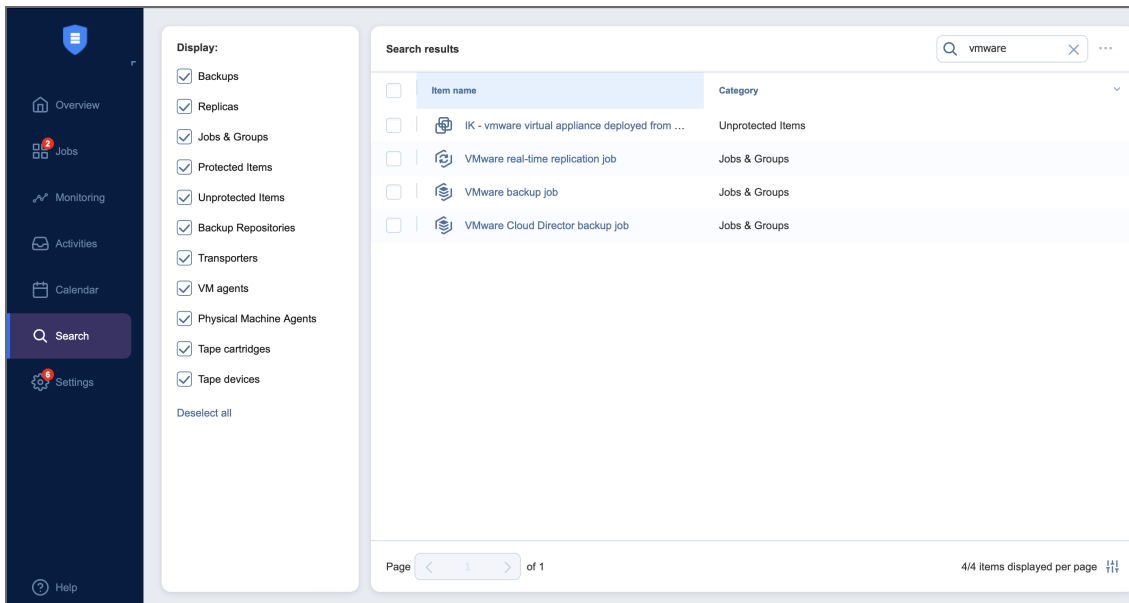 Overview
2
Jobs
Monitoring
Activities
Calendar
Search
6
Settings
Help
Display:
Backups
Replicas
Jobs & Groups
Protected Items
Unprotected Items
Backup Repositories
Transporters
VM agents
Physical Machine Agents
Tape cartridges
Tape devices
Deselect all
Search results
vmware
Item name Category
IK - vmware virtual appliance deployed from ... Unprotected Items
VMware real-time replication job Jobs & Groups
VMware backup job Jobs & Groups
VMware Cloud Director backup job Jobs & Groups
Page 1 of 1
4/4 items displayed per page